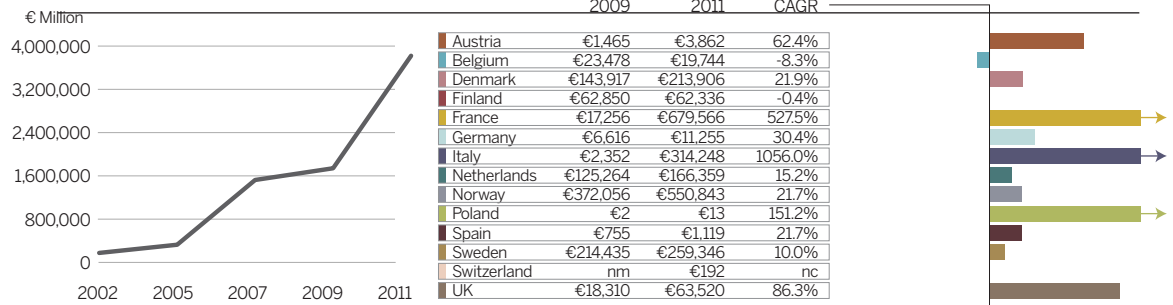 € Million
4,000,000
3,200,000
2,400,000
1,600,000
800,000
0
2002 2005 2007 2009 2011
2009 2011 CAGR
Austria €1,465 €3,862 62.4%
Belgium €23,478 €19,744 -8.3%
Denmark €143,917 €213,906 21.9%
Finland €62,850 €62,336 -0.4%
France €17,256 €679,566 527.5%
Germany €6,616 €11,255 30.4%
Italy €2,352 €314,248 1056.0%
Netherlands €125,264 €166,359 15.2%
Norway €372,056 €550,843 21.7%
Poland €2 €13 151.2%
Spain €755 €1,119 21.7%
Sweden €214,435 €259,346 10.0%
Switzerland nm €192 nc
UK €18,310 €63,520 86.3%